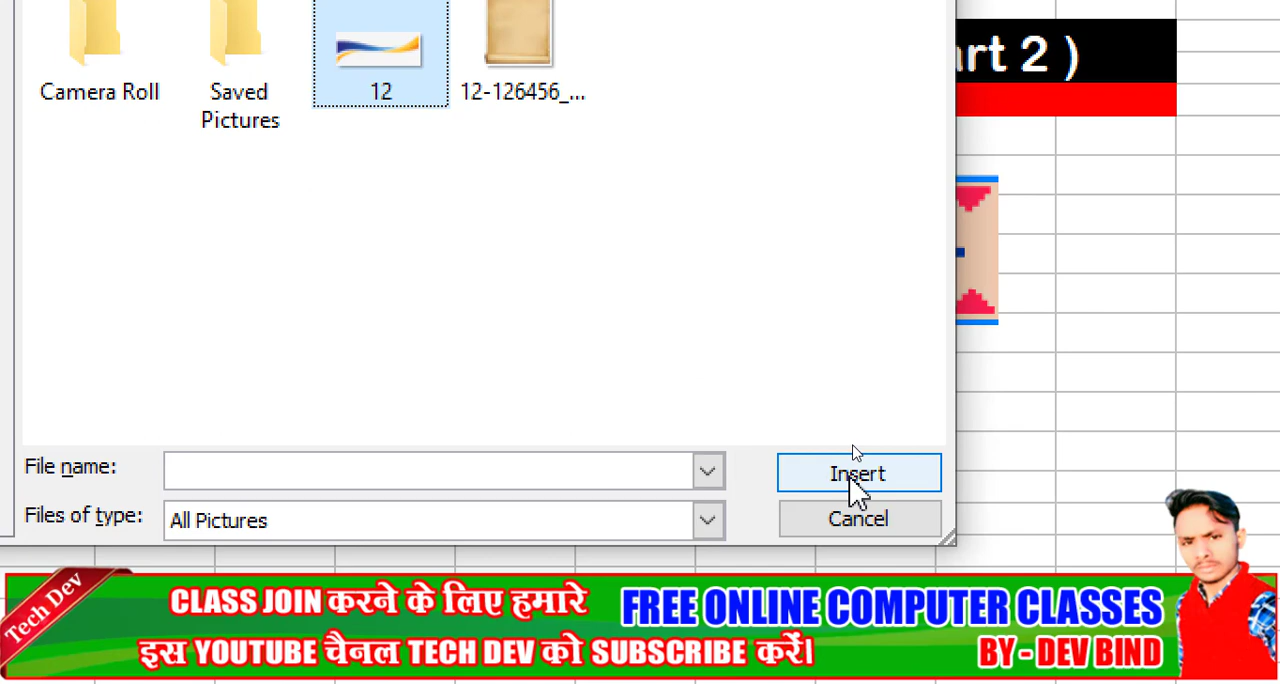 art 2 )
Camera Roll
Saved
Pictures
12
12-126456_...
File name:
Insert
Files of type:
All Pictures
Cancel
Tech Dev
CLASS JOIN करने के लिए हमारे
इस YOUTUBE चैनल TECH DEV को SUBSCRIBE करें।
FREE ONLINE COMPUTER CLASSES
BY - DEV BIND